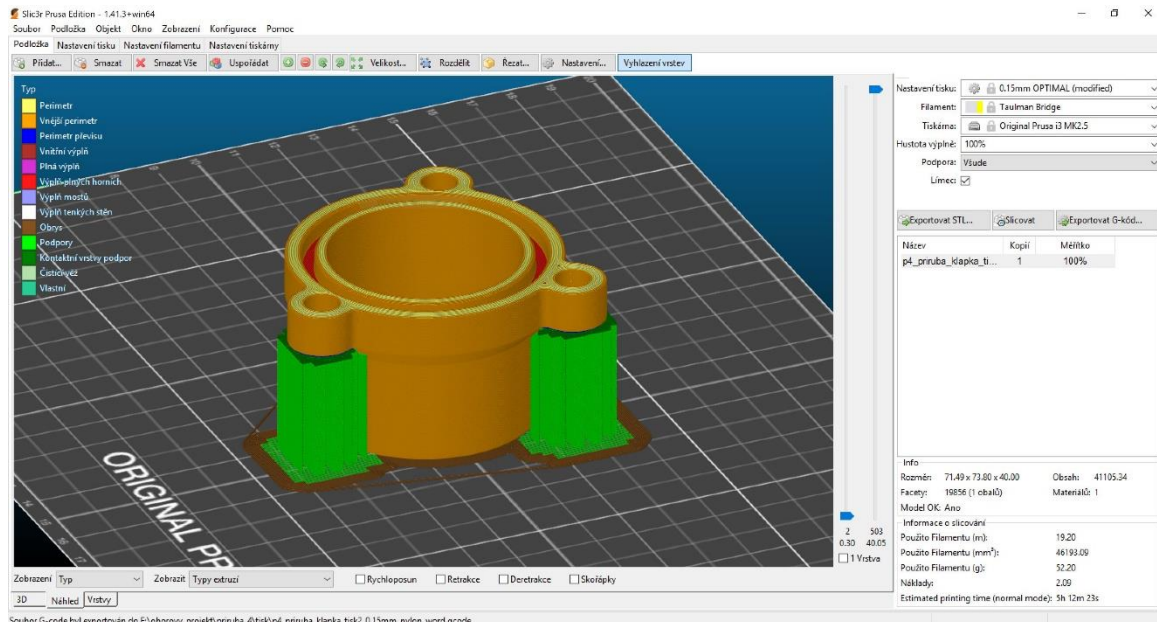 Slic3r Prusa Edition - 1.41.3+win64
Soubor Podložka Objekt Okno Zobrazení Konfigurace Pomoc
Podložka Nastavení tisku Nastavení filamentu Nastavení tiskárny
Přidat... Smazat Smazat Vše Uspořádat Velikost... Rozdělit Řezat... Nastavení... Vyhlazení vrstev
Typ
Perimetr
Vnější perimetr
Perimetr převisu
Vnitřní výplň
Plná výplň
Výplň plných horních
Výplň mostů
Výplň tenkých stěn
Obrys
Podpory
Kontaktní vrstvy podpor
Čistící věž
Vlastní
ORIGINAL PR
2 503
0.30 40.05
1 Vrstva
Nastavení tisku: 0.15mm OPTIMAL (modified)
Filament: Taulman Bridge
Tiskárna: Original Prusa i3 MK2.5
Hustota výplně: 100%
Podpora: Všude
Límec:
Exportovat STL... Slicovat Exportovat G-kód...
Název Kopií Měřítko
p4_priruba_klapka_ti... 1 100%
Info
Rozměr: 71.49 x 73.80 x 40.00 Obsah: 41105.34
Facety: 19856 (1 obalů) Materiálů: 1
Model OK: Ano
Informace o slicování
Použito Filamentu (m): 19.20
Použito Filamentu (mm³): 46193.09
Použito Filamentu (g): 52.20
Náklady: 2.09
Estimated printing time (normal mode): 5h 12m 23s
Zobrazení Typ Zobrazit Typy extruzí Rychloposun Retrakce Deretrakce Skořápky
3D Náhled Vrstvy
Soubor G-code byl exportován do